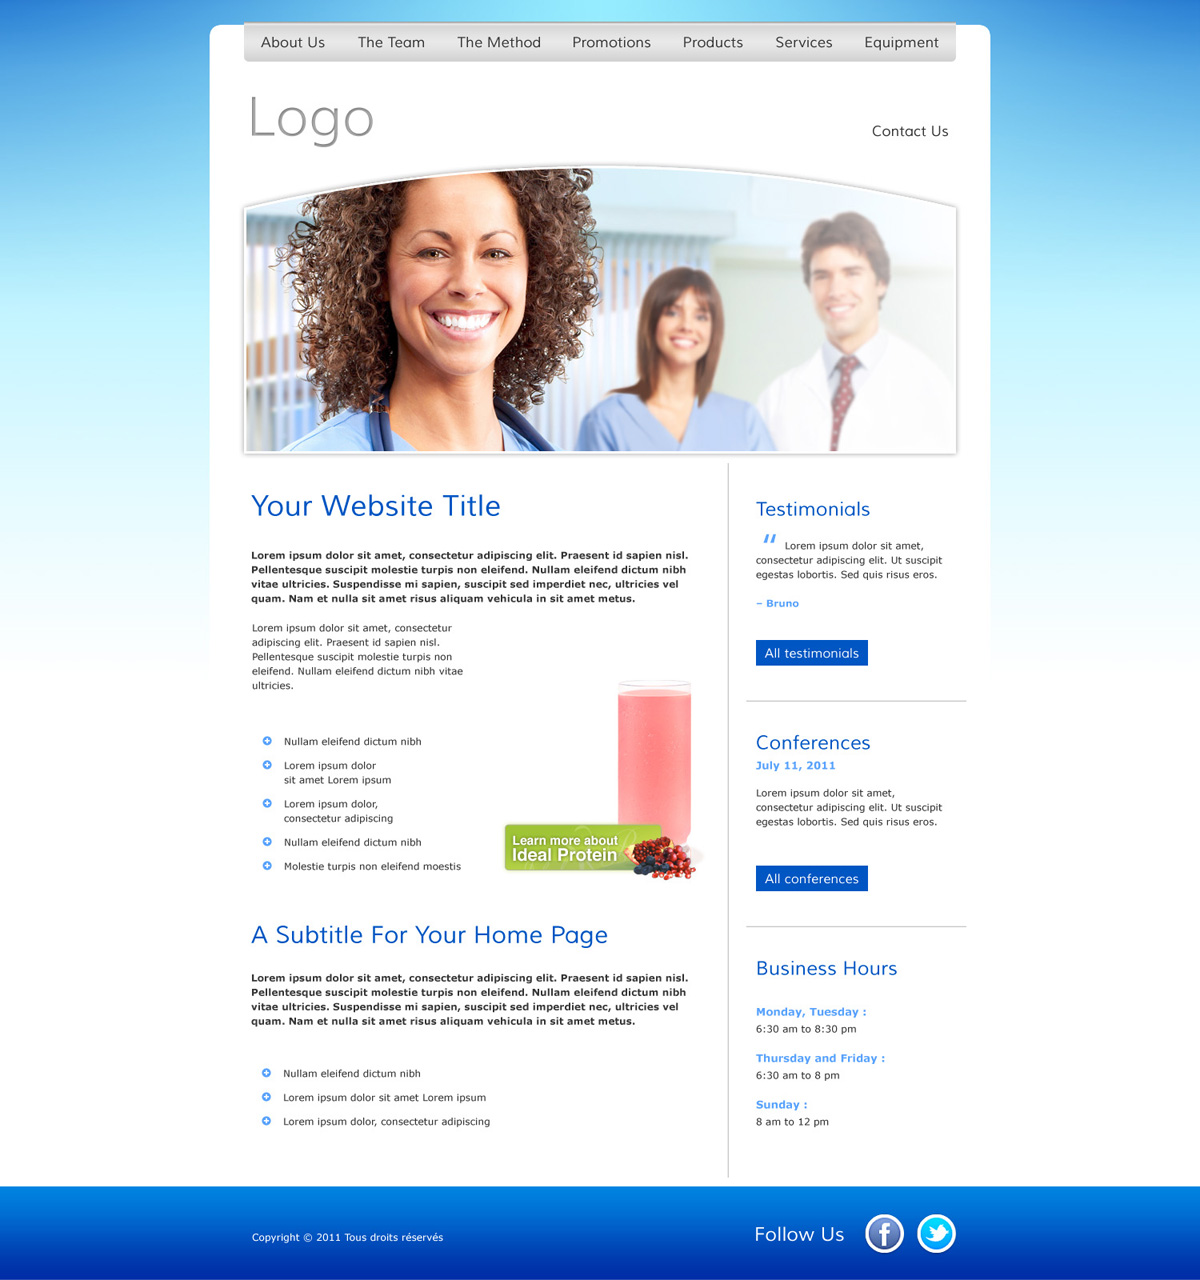 About Us The Team The Method Promotions Products Services Equipment
Logo
Contact Us
Your Website Title
Lorem ipsum dolor sit amet, consectetur adipiscing elit. Praesent id sapien nisl.
Pellentesque suscipit molestie turpis non eleifend. Nullam eleifend dictum nibh
vitae ultricies. Suspendisse mi sapien, suscipit sed imperdiet nec, ultricies vel
quam. Nam et nulla sit amet risus aliquam vehicula in sit amet metus.
Lorem ipsum dolor sit amet, consectetur
adipiscing elit. Praesent id sapien nisl.
Pellentesque suscipit molestie turpis non
eleifend. Nullam eleifend dictum nibh vitae
ultricies.
Nullam eleifend dictum nibh
Lorem ipsum dolor
sit amet Lorem ipsum
Lorem ipsum dolor,
consectetur adipiscing
Nullam eleifend dictum nibh
Molestie turpis non eleifend moestis
Learn more about
Ideal Protein
A Subtitle For Your Home Page
Lorem ipsum dolor sit amet, consectetur adipiscing elit. Praesent id sapien nisl.
Pellentesque suscipit molestie turpis non eleifend. Nullam eleifend dictum nibh
vitae ultricies. Suspendisse mi sapien, suscipit sed imperdiet nec, ultricies vel
quam. Nam et nulla sit amet risus aliquam vehicula in sit amet metus.
Nullam eleifend dictum nibh
Lorem ipsum dolor sit amet Lorem ipsum
Lorem ipsum dolor, consectetur adipiscing
Testimonials
“ Lorem ipsum dolor sit amet,
consectetur adipiscing elit. Ut suscipit
egestas lobortis. Sed quis risus eros.
– Bruno
All testimonials
Conferences
July 11, 2011
Lorem ipsum dolor sit amet,
consectetur adipiscing elit. Ut suscipit
egestas lobortis. Sed quis risus eros.
All conferences
Business Hours
Monday, Tuesday :
6:30 am to 8:30 pm
Thursday and Friday :
6:30 am to 8 pm
Sunday :
8 am to 12 pm
Copyright © 2011 Tous droits réservés
Follow Us f